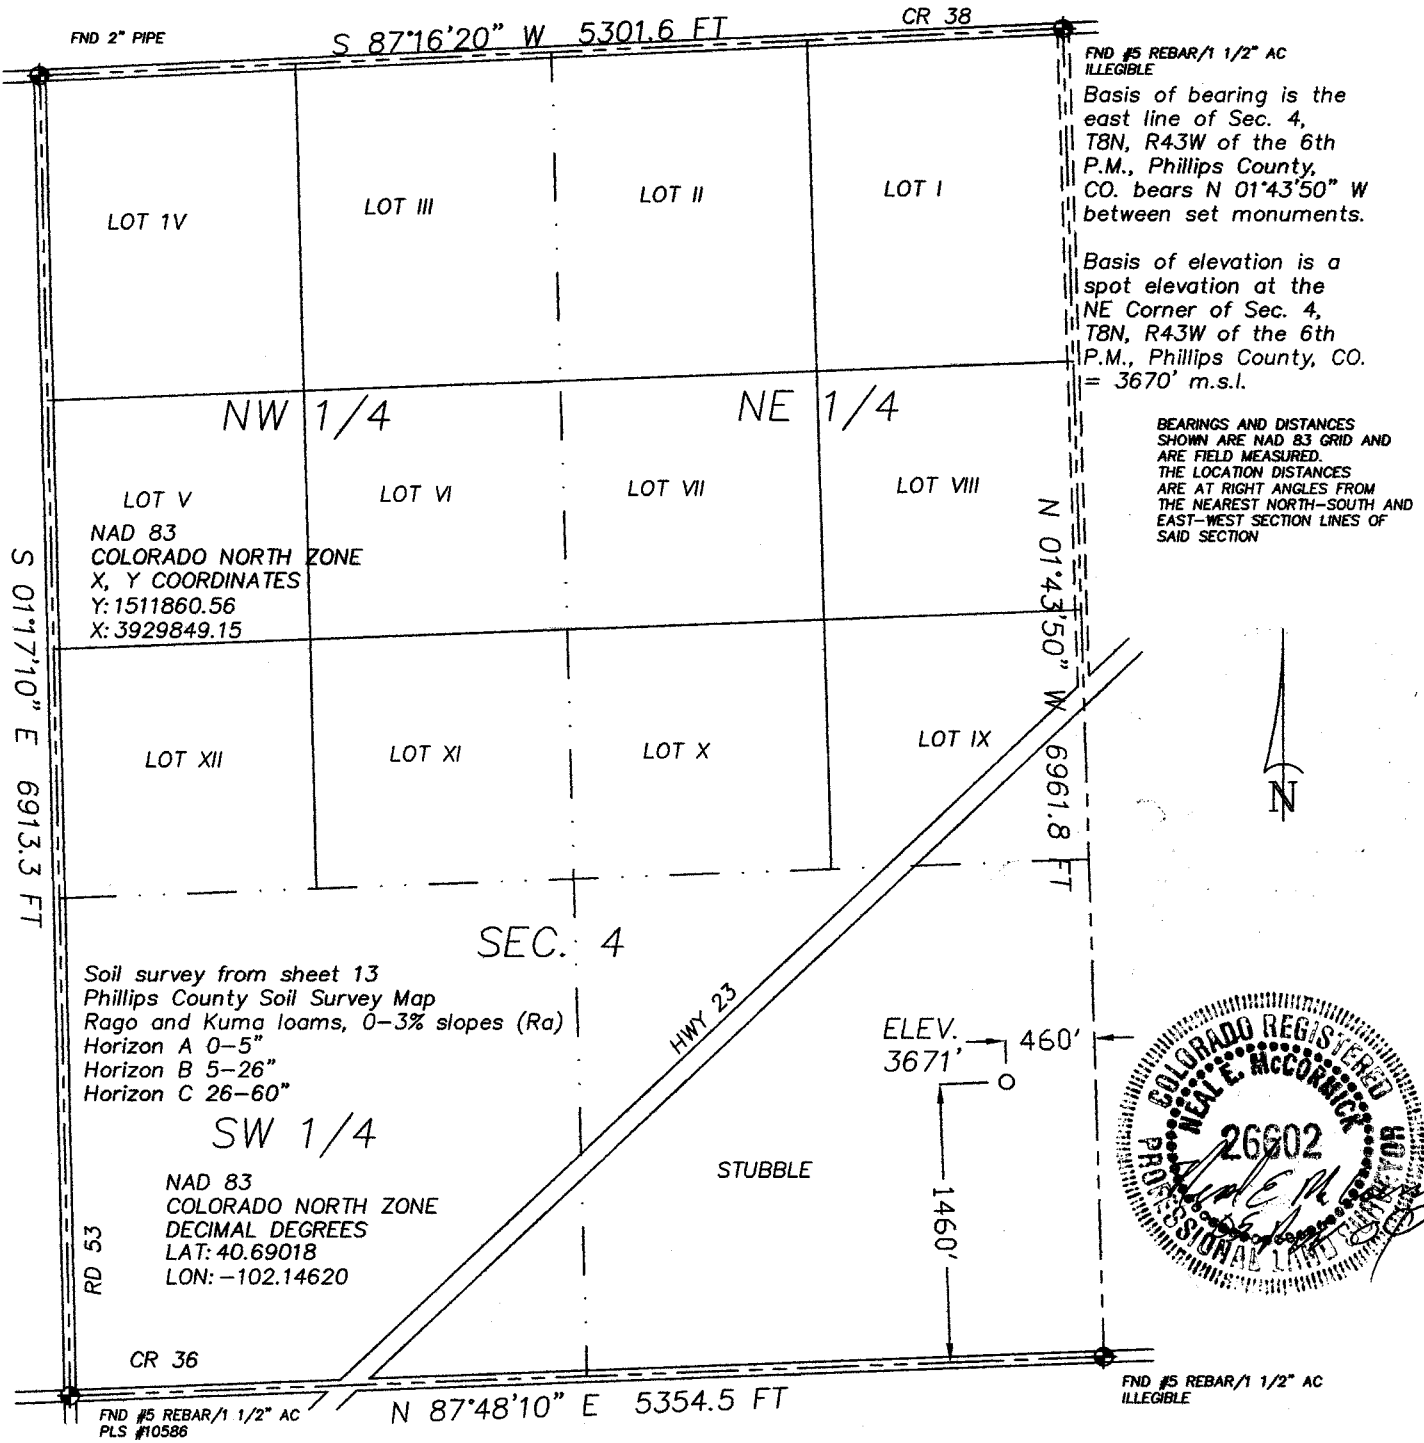 FND 2" PIPE
S 87°16'20" W 5301.6 FT
CR 38
FND #5 REBAR/1 1/2" AC
ILLEGIBLE
Basis of bearing is the
east line of Sec. 4,
T8N, R43W of the 6th
P.M., Phillips County,
CO. bears N 01°43'50" W
between set monuments.
Basis of elevation is a
spot elevation at the
NE Corner of Sec. 4,
T8N, R43W of the 6th
P.M., Phillips County, CO.
= 3670' m.s.l.
BEARINGS AND DISTANCES
SHOWN ARE NAD 83 GRID AND
ARE FIELD MEASURED.
THE LOCATION DISTANCES
ARE AT RIGHT ANGLES FROM
THE NEAREST NORTH-SOUTH AND
EAST-WEST SECTION LINES OF
SAID SECTION
LOT 1V
LOT III
LOT II
LOT I
NW 1/4
NE 1/4
LOT V
LOT VI
LOT VII
LOT VIII
NAD 83
COLORADO NORTH ZONE
X, Y COORDINATES
Y: 1511860.56
X: 3929849.15
S 01°17'10" E 6913.3 FT
N 01°43'50" W 6961.8 FT
LOT XII
LOT XI
LOT X
LOT IX
N
SEC. 4
Soil survey from sheet 13
Phillips County Soil Survey Map
Rago and Kuma loams, 0-3% slopes (Ra)
Horizon A 0-5"
Horizon B 5-26"
Horizon C 26-60"
HWY 23
ELEV.
3671'
460'
1460'
SW 1/4
STUBBLE
NAD 83
COLORADO NORTH ZONE
DECIMAL DEGREES
LAT: 40.69018
LON: -102.14620
RD 53
CR 36
COLORADO REGISTERED
NEAL E. McCORMICK
26602
PROFESSIONAL LAND SURVEYOR
FND #5 REBAR/1 1/2" AC
PLS #10586
N 87°48'10" E 5354.5 FT
FND #5 REBAR/1 1/2" AC
ILLEGIBLE